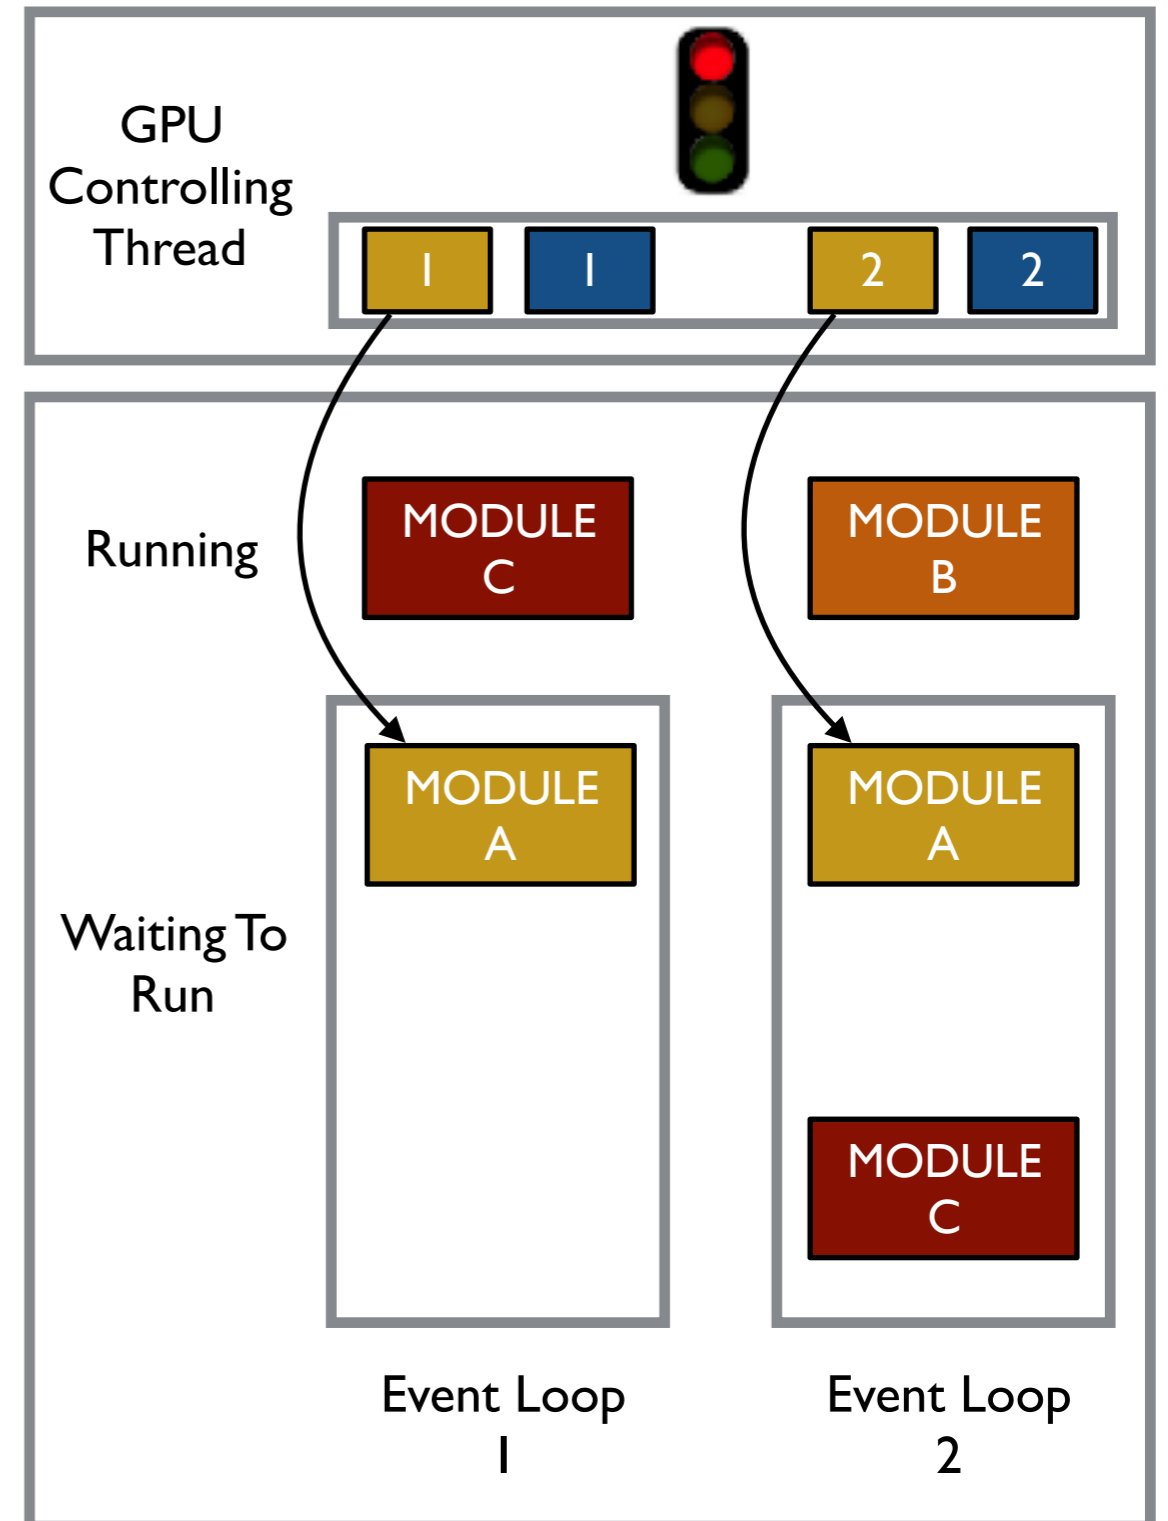 GPU
Controlling
Thread
1
1
2
2
Running
MODULE
C
MODULE
B
MODULE
A
MODULE
A
Waiting To
Run
MODULE
C
Event Loop
1
Event Loop
2